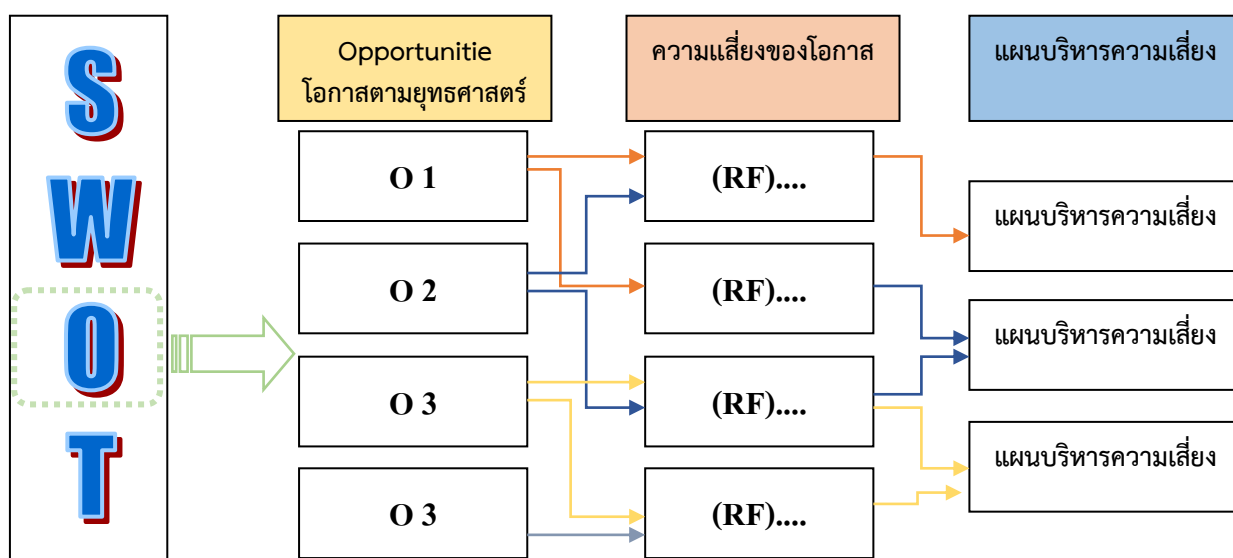 S
W
O
T
Opportunitie
โอกาสตามยุทธศาสตร์
O 1
O 2
O 3
O 3
ความแสี่ยงของโอกาส
(RF)....
(RF)....
(RF)....
(RF)....
แผนบริหารความเสี่ยง
แผนบริหารความเสี่ยง
แผนบริหารความเสี่ยง
แผนบริหารความเสี่ยง